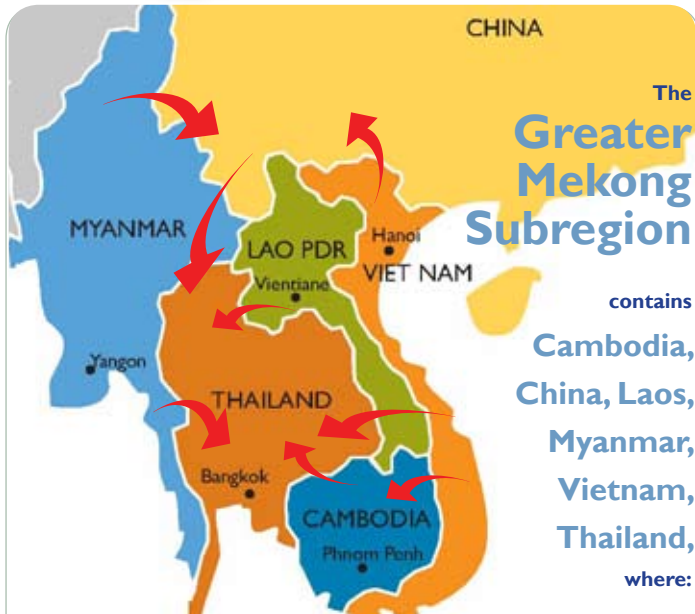 CHINA
The
Greater
Mekong
Subregion
MYANMAR
LAO PDR
Hanoi
VIET NAM
Vientiane
contains
Cambodia,
Yangon
China, Laos,
THAILAND
Myanmar,
Bangkok
Vietnam,
CAMBODIA
Thailand,
Phnom Penh
where: